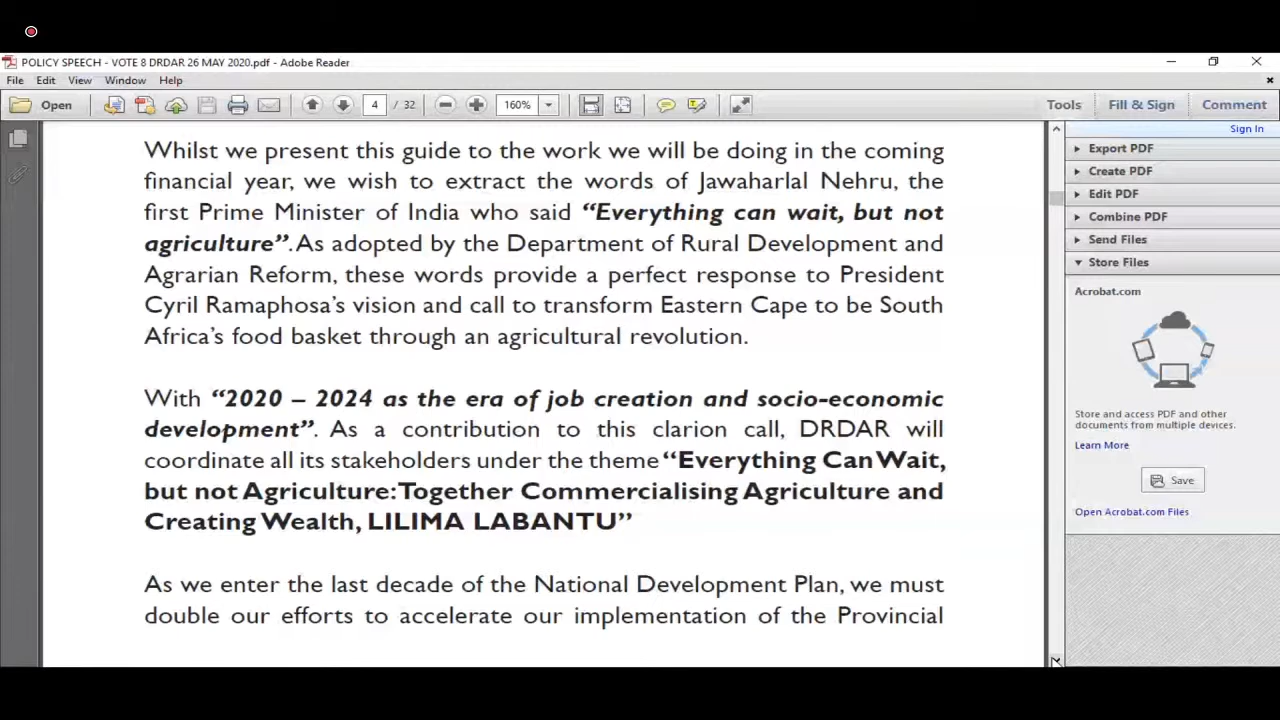 POLICY SPEECH - VOTE 8 DRDAR 26 MAY 2020.pdf - Adobe Reader
File Edit View Window Help
Open 4 / 32 160% Tools Fill & Sign Comment
Sign In
Whilst we present this guide to the work we will be doing in the coming
financial year, we wish to extract the words of Jawaharlal Nehru, the
first Prime Minister of India who said “Everything can wait, but not
agriculture”. As adopted by the Department of Rural Development and
Agrarian Reform, these words provide a perfect response to President
Cyril Ramaphosa’s vision and call to transform Eastern Cape to be South
Africa’s food basket through an agricultural revolution.
With “2020 – 2024 as the era of job creation and socio-economic
development”. As a contribution to this clarion call, DRDAR will
coordinate all its stakeholders under the theme “Everything Can Wait,
but not Agriculture: Together Commercialising Agriculture and
Creating Wealth, LILIMA LABANTU”
As we enter the last decade of the National Development Plan, we must
double our efforts to accelerate our implementation of the Provincial
Export PDF
Create PDF
Edit PDF
Combine PDF
Send Files
Store Files
Acrobat.com
Store and access PDF and other
documents from multiple devices.
Learn More
Save
Open Acrobat.com Files